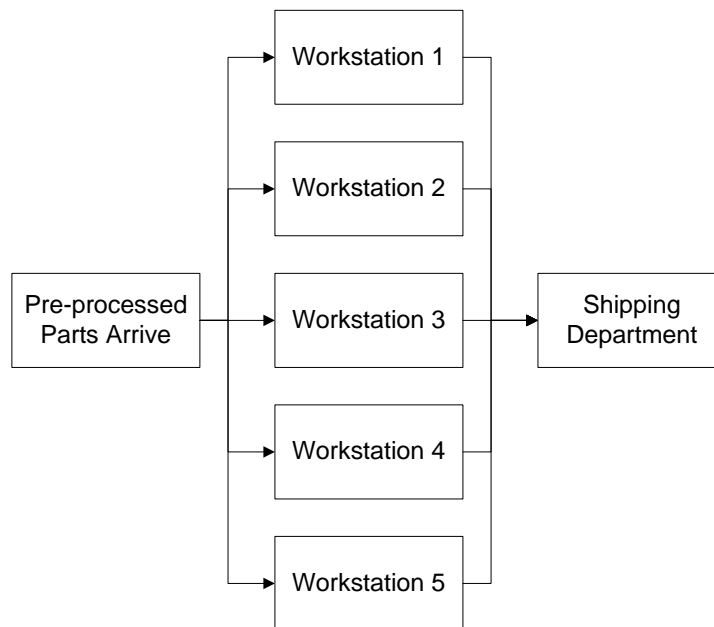 Workstation 1
Workstation 2
Pre-processed
Parts Arrive
Workstation 3
Shipping
Department
Workstation 4
Workstation 5